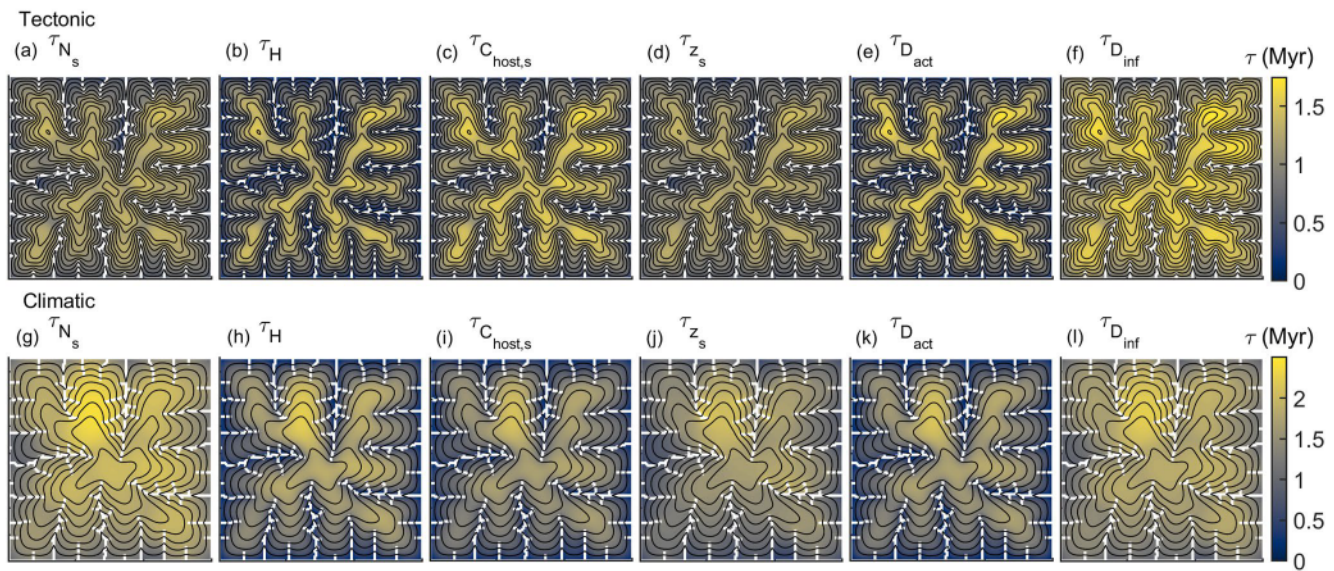 Tectonic
(a) τNs (b) τH (c) τChost,s (d) τzs (e) τDact (f) τDinf τ (Myr)
1.5
1
0.5
0
Climatic
(g) τNs (h) τH (i) τChost,s (j) τzs (k) τDact (l) τDinf τ (Myr)
2
1.5
1
0.5
0